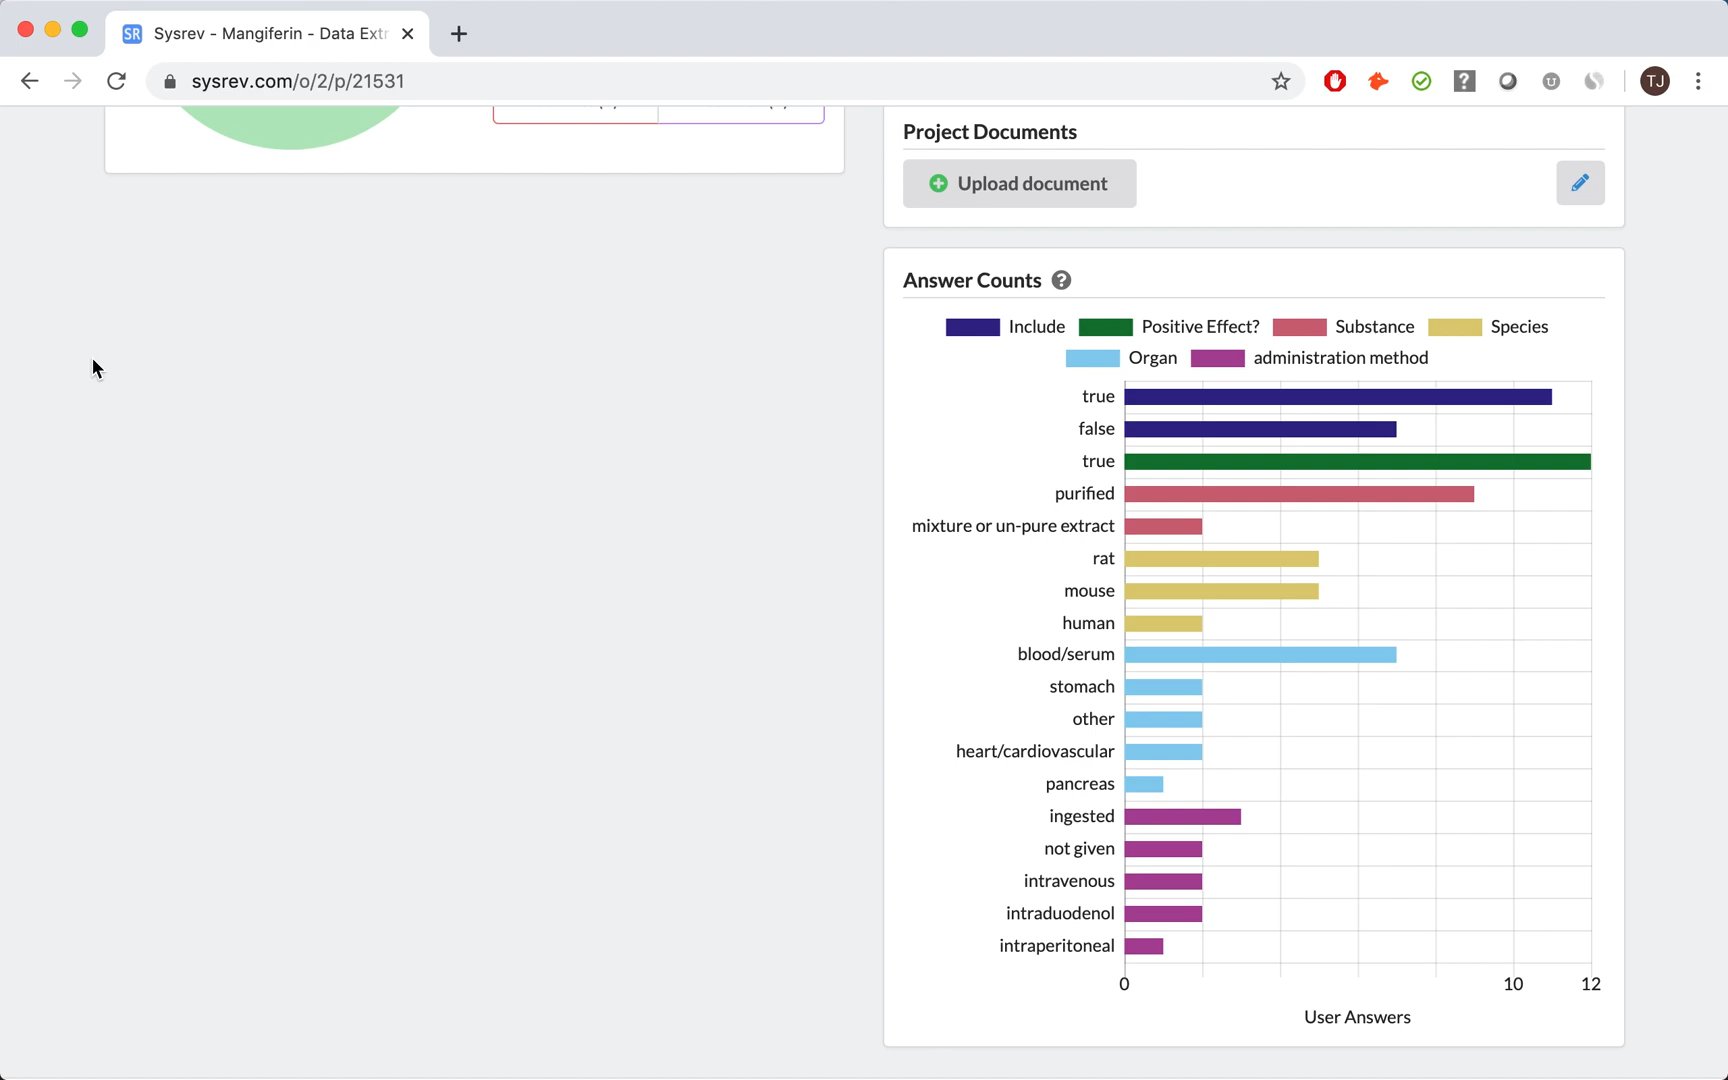 SR Sysrev - Mangiferin - Data Extr
sysrev.com/o/2/p/21531
TJ
Project Documents
Upload document
Answer Counts ?
Include Positive Effect? Substance Species
Organ administration method
true
false
true
purified
mixture or un-pure extract
rat
mouse
human
blood/serum
stomach
other
heart/cardiovascular
pancreas
ingested
not given
intravenous
intraduodenol
intraperitoneal
0 10 12
User Answers